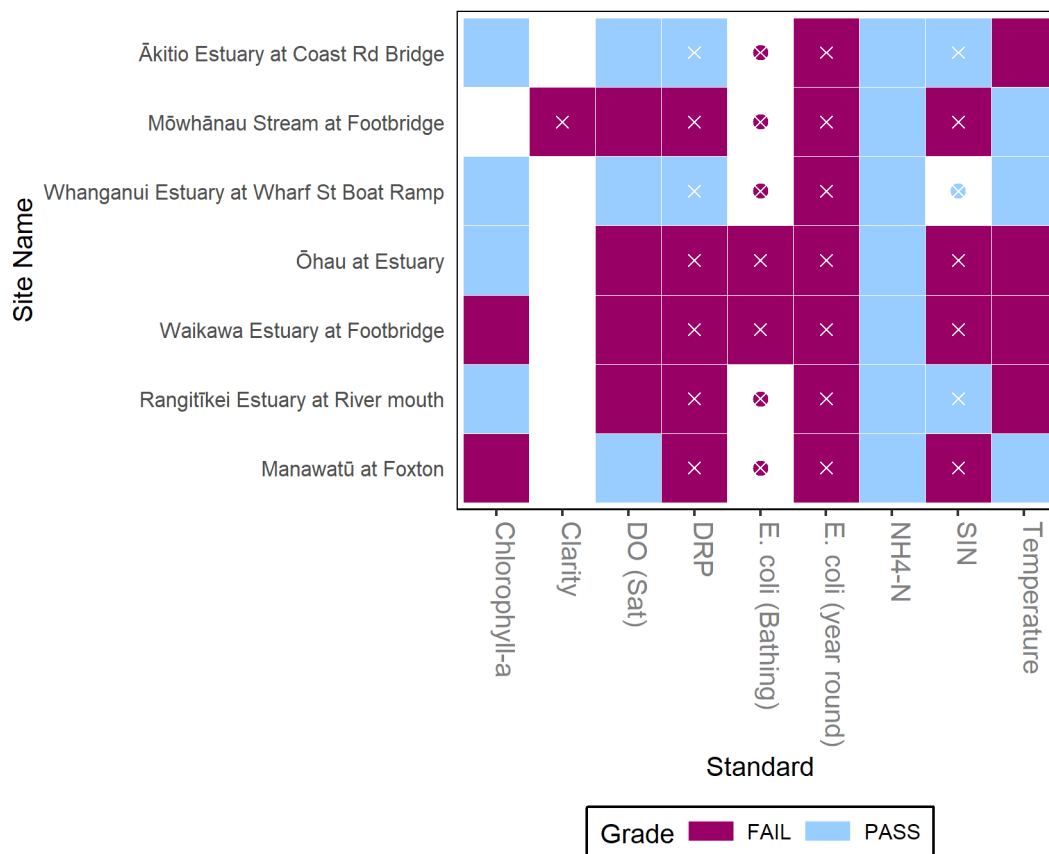 Site Name
Ākitio Estuary at Coast Rd Bridge
Mōwhānau Stream at Footbridge
Whanganui Estuary at Wharf St Boat Ramp
Ōhau at Estuary
Waikawa Estuary at Footbridge
Rangitīkei Estuary at River mouth
Manawatū at Foxton
Chlorophyll-a
Clarity
DO (Sat)
DRP
E. coli (Bathing)
E. coli (year round)
NH4-N
SIN
Temperature
Standard
Grade FAIL PASS